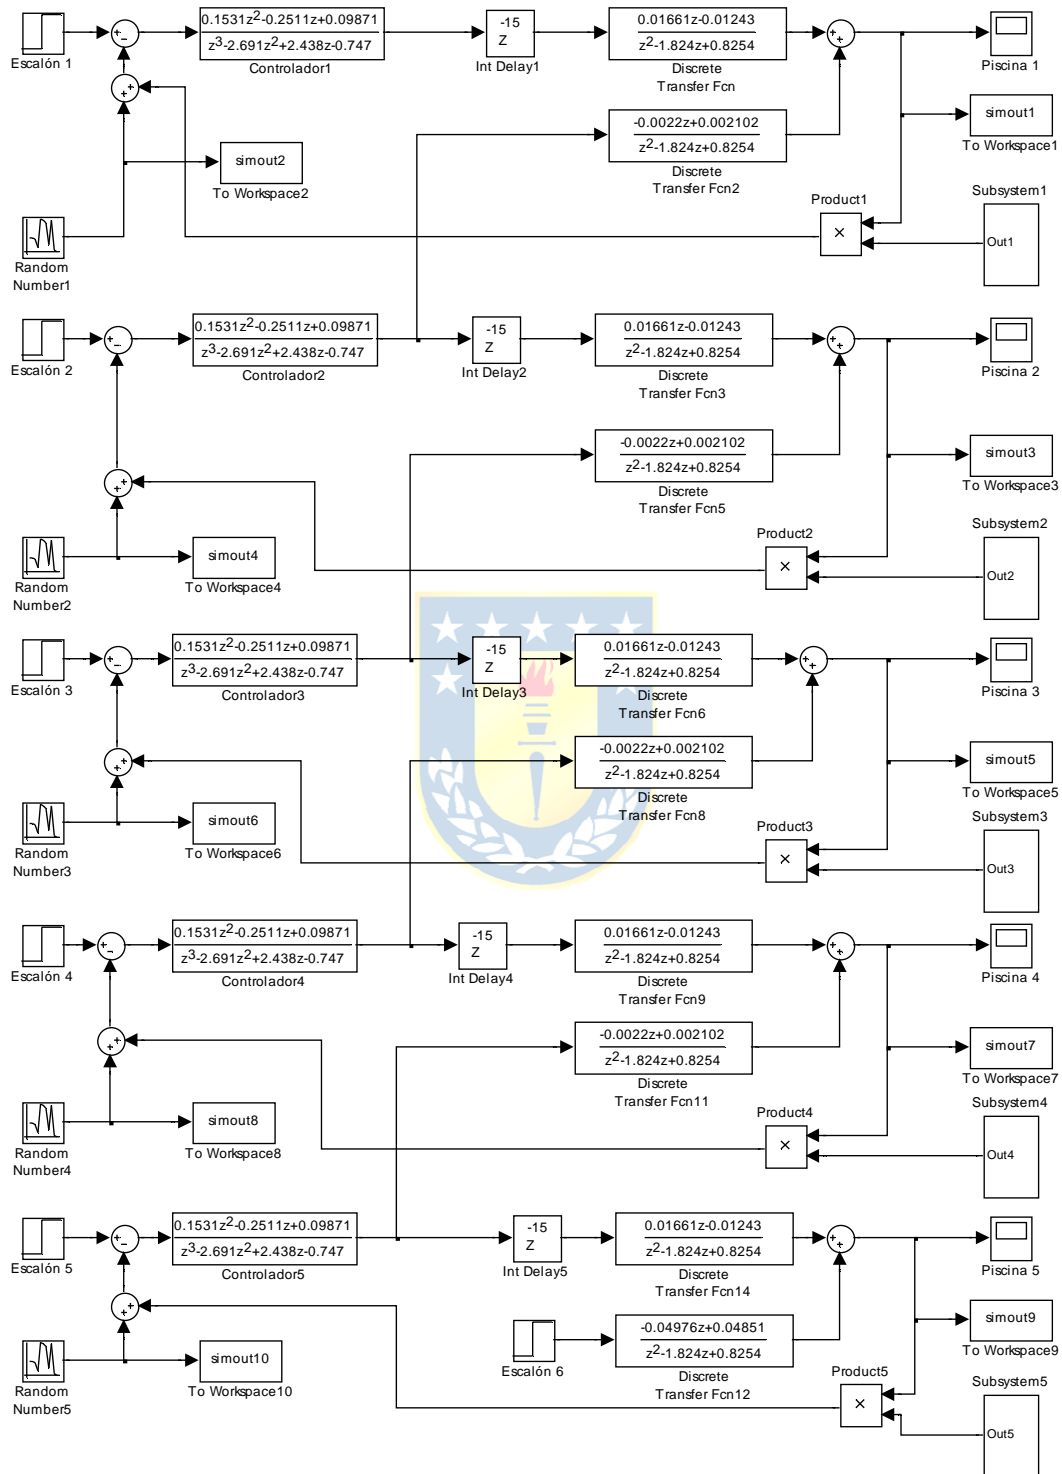 0.1531z2-0.2511z+0.09871
z3-2.691z2+2.438z-0.747
Escalón 1
Controlador1
-15
Z
Int Delay1
0.01661z-0.01243
z2-1.824z+0.8254
Discrete
Transfer Fcn
Piscina 1
-0.0022z+0.002102
z2-1.824z+0.8254
Discrete
Transfer Fcn2
simout1
To Workspace1
simout2
To Workspace2
Product1
×
Subsystem1
Out1
Random
Number1
0.1531z2-0.2511z+0.09871
z3-2.691z2+2.438z-0.747
Escalón 2
Controlador2
-15
Z
Int Delay2
0.01661z-0.01243
z2-1.824z+0.8254
Discrete
Transfer Fcn3
Piscina 2
-0.0022z+0.002102
z2-1.824z+0.8254
Discrete
Transfer Fcn5
simout3
To Workspace3
Product2
×
Subsystem2
Out2
simout4
To Workspace4
Random
Number2
0.1531z2-0.2511z+0.09871
z3-2.691z2+2.438z-0.747
Escalón 3
Controlador3
-15
Z
Int Delay3
0.01661z-0.01243
z2-1.824z+0.8254
Discrete
Transfer Fcn6
Piscina 3
-0.0022z+0.002102
z2-1.824z+0.8254
Discrete
Transfer Fcn8
simout5
To Workspace5
Product3
×
Subsystem3
Out3
simout6
To Workspace6
Random
Number3
0.1531z2-0.2511z+0.09871
z3-2.691z2+2.438z-0.747
Escalón 4
Controlador4
-15
Z
Int Delay4
0.01661z-0.01243
z2-1.824z+0.8254
Discrete
Transfer Fcn9
Piscina 4
-0.0022z+0.002102
z2-1.824z+0.8254
Discrete
Transfer Fcn11
simout7
To Workspace7
Product4
×
Subsystem4
Out4
simout8
To Workspace8
Random
Number4
0.1531z2-0.2511z+0.09871
z3-2.691z2+2.438z-0.747
Escalón 5
Controlador5
-15
Z
Int Delay5
0.01661z-0.01243
z2-1.824z+0.8254
Discrete
Transfer Fcn14
Piscina 5
Escalón 6
-0.04976z+0.04851
z2-1.824z+0.8254
Discrete
Transfer Fcn12
simout9
To Workspace9
simout10
To Workspace10
Random
Number5
Product5
×
Subsystem5
Out5